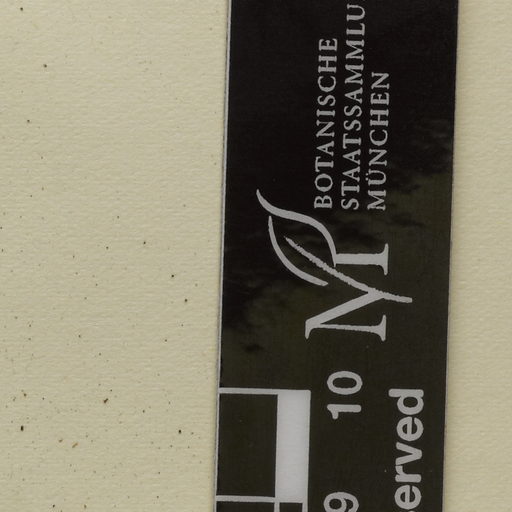 BOTANISCHE
STAATSSAMMLU
MÜNCHEN
M
9 10
erved